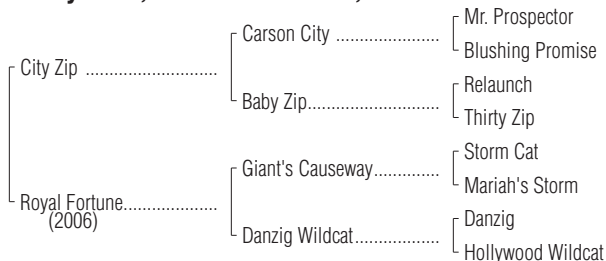 Mr. Prospector
Carson City ..................
Blushing Promise
City Zip ..........................
Relaunch
Baby Zip.......................
Thirty Zip
Storm Cat
Giant's Causeway..............
Mariah's Storm
Royal Fortune....................
(2006)
Danzig
Danzig Wildcat..................
Hollywood Wildcat